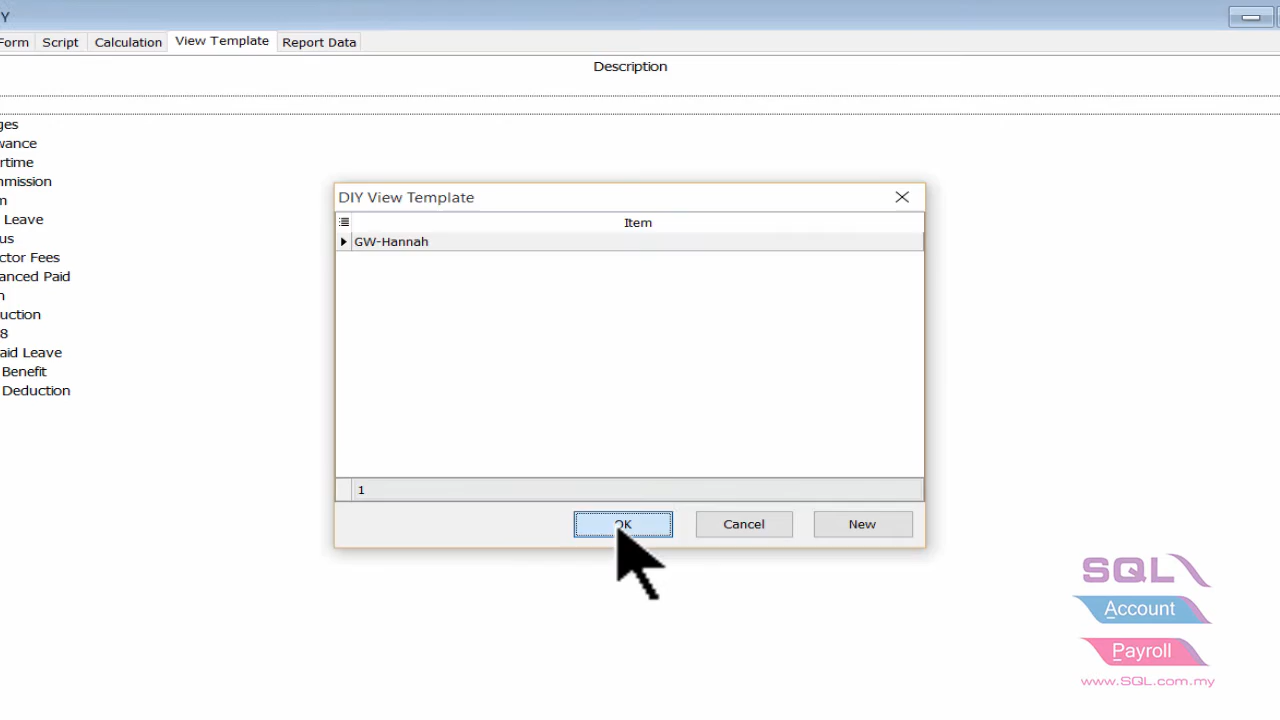 Y
Form Script Calculation View Template Report Data
Description
ges
wance
rtime
nmission
m
Leave
us
ctor Fees
anced Paid
n
uction
8
aid Leave
Benefit
Deduction
DIY View Template
Item
GW-Hannah
1
OK Cancel New
SQL
Account
Payroll
www.SQL.com.my